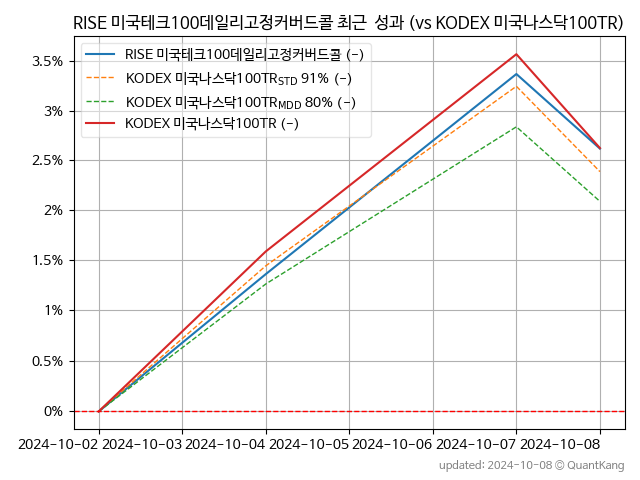 RISE 미국테크100데일리고정커버드콜 최근 성과 (vs KODEX 미국나스닥100TR)
RISE 미국테크100데일리고정커버드콜 (-)
KODEX 미국나스닥100TR_STD 91% (-)
KODEX 미국나스닥100TR_MDD 80% (-)
KODEX 미국나스닥100TR (-)
3.5%
3%
2.5%
2%
1.5%
1%
0.5%
0%
2024-10-02 2024-10-03 2024-10-04 2024-10-05 2024-10-06 2024-10-07 2024-10-08
updated: 2024-10-08 © QuantKang